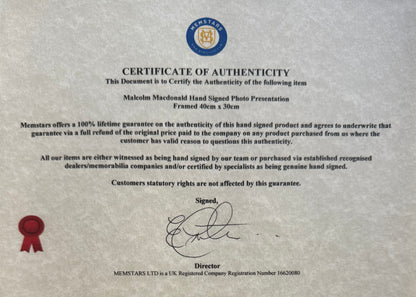 MEMSTARS
CERTIFICATE OF AUTHENTICITY
This Document is to Certify the Authenticity of the following item
Malcolm Macdonald Hand Signed Photo Presentation
Framed 40cm x 30cm
Memstars offers a 100% lifetime guarantee on the authenticity of this hand signed product and agrees to underwrite that
guarantee via a full refund of the original price paid to the company on any product purchased from us where the
customer has valid reason to questions this authenticity.
All our items are either witnessed as being hand signed by our team or purchased via established recognised
dealers/memorabilia companies and/or certified by specialists as being genuine hand signed.
Customers statutory rights are not affected by this guarantee.
Signed,
Director
MEMSTARS LTD is a UK Registered Company Registration Number 16620080